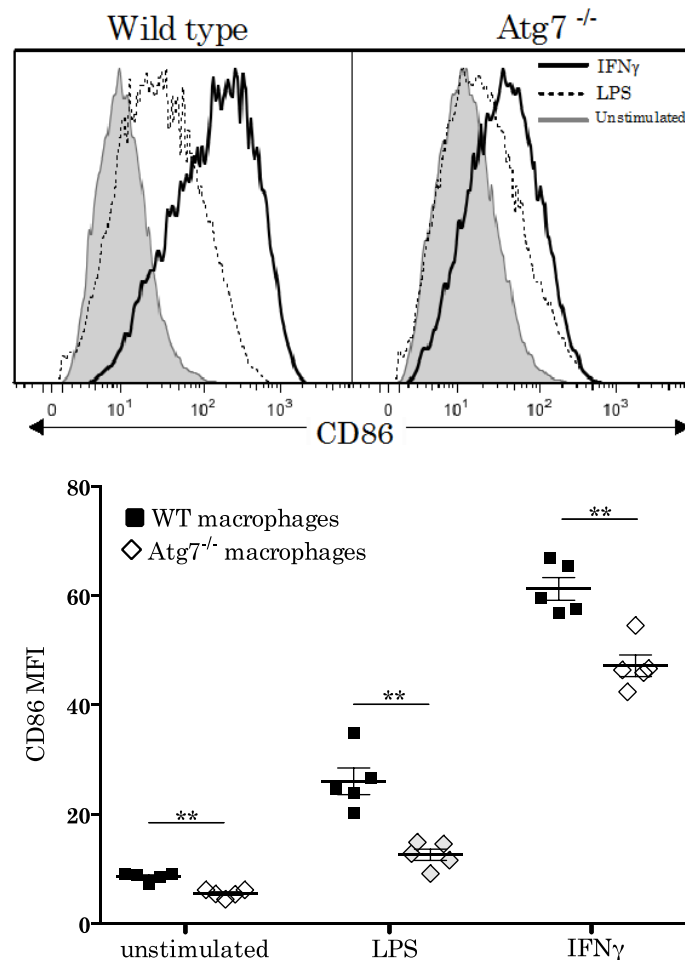 Wild type
Atg7 -/-
IFNγ
LPS
Unstimulated
0 10¹ 10² 10³
0 10¹ 10² 10³
CD86
80
60
40
20
0
CD86 MFI
WT macrophages
Atg7-/- macrophages
**
**
**
unstimulated LPS IFNγ